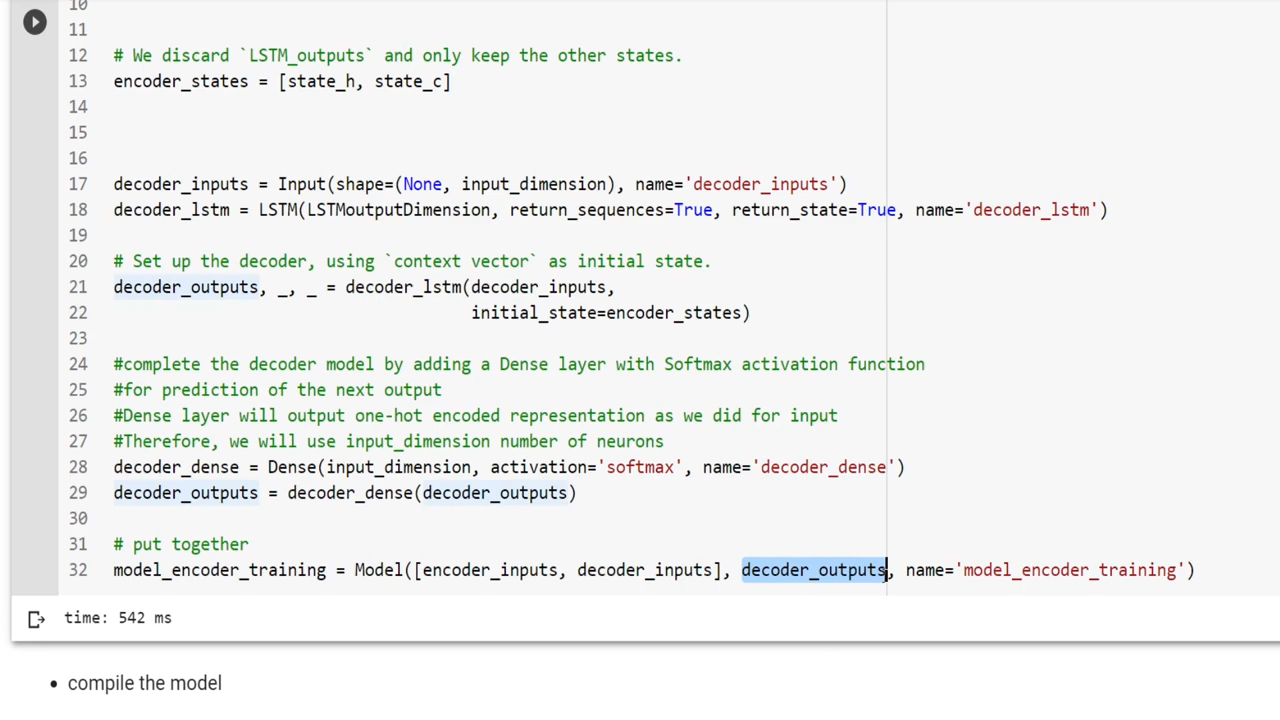 10
11
12 # We discard `LSTM_outputs` and only keep the other states.
13 encoder_states = [state_h, state_c]
14
15
16
17 decoder_inputs = Input(shape=(None, input_dimension), name='decoder_inputs')
18 decoder_lstm = LSTM(LSTMoutputDimension, return_sequences=True, return_state=True, name='decoder_lstm')
19
20 # Set up the decoder, using `context vector` as initial state.
21 decoder_outputs, _, _ = decoder_lstm(decoder_inputs,
22 initial_state=encoder_states)
23
24 #complete the decoder model by adding a Dense layer with Softmax activation function
25 #for prediction of the next output
26 #Dense layer will output one-hot encoded representation as we did for input
27 #Therefore, we will use input_dimension number of neurons
28 decoder_dense = Dense(input_dimension, activation='softmax', name='decoder_dense')
29 decoder_outputs = decoder_dense(decoder_outputs)
30
31 # put together
32 model_encoder_training = Model([encoder_inputs, decoder_inputs], decoder_outputs, name='model_encoder_training')
time: 542 ms
• compile the model